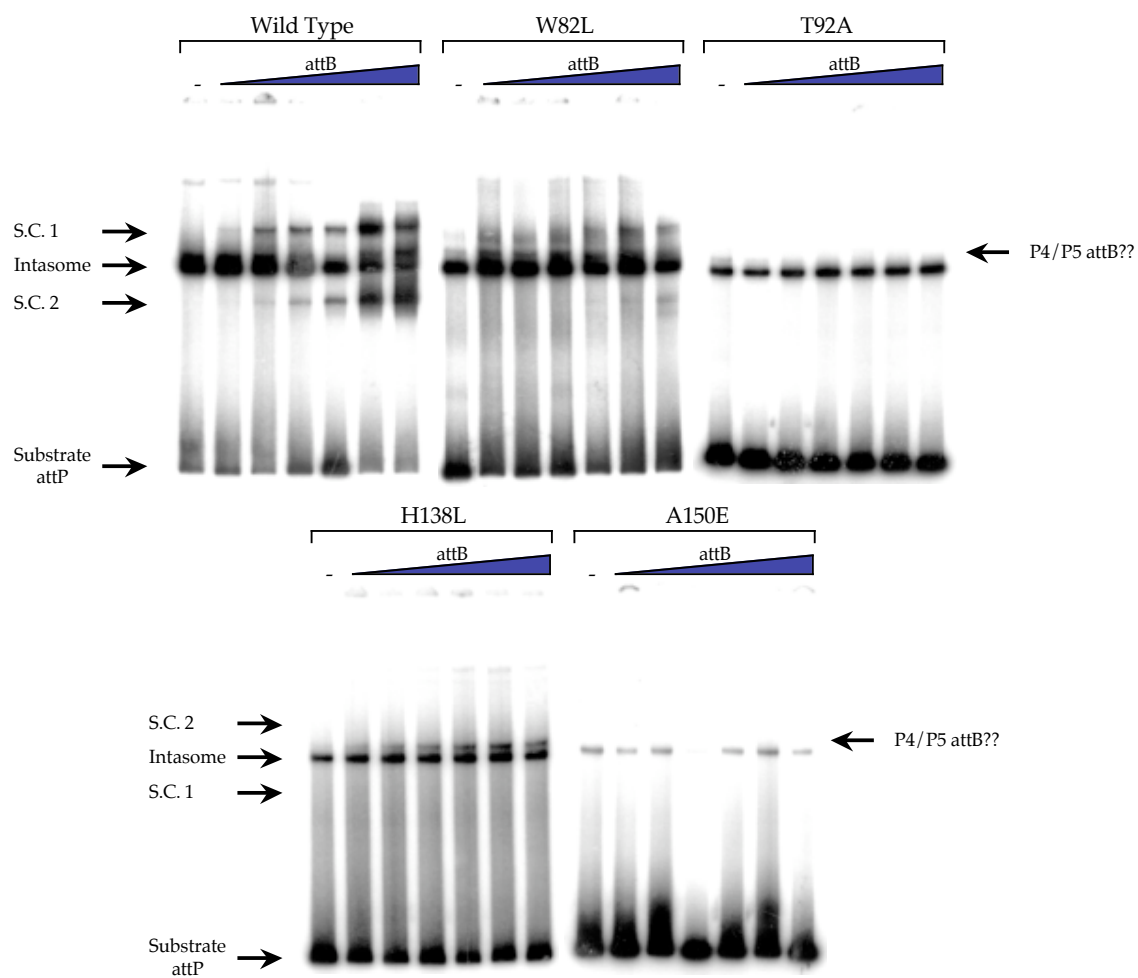 Wild Type
W82L
T92A
attB
attB
attB
-
-
-
S.C. 1
Intasome
S.C. 2
Substrate
attP
P4/P5 attB??
H138L
A150E
attB
attB
-
-
S.C. 2
Intasome
S.C. 1
Substrate
attP
P4/P5 attB??